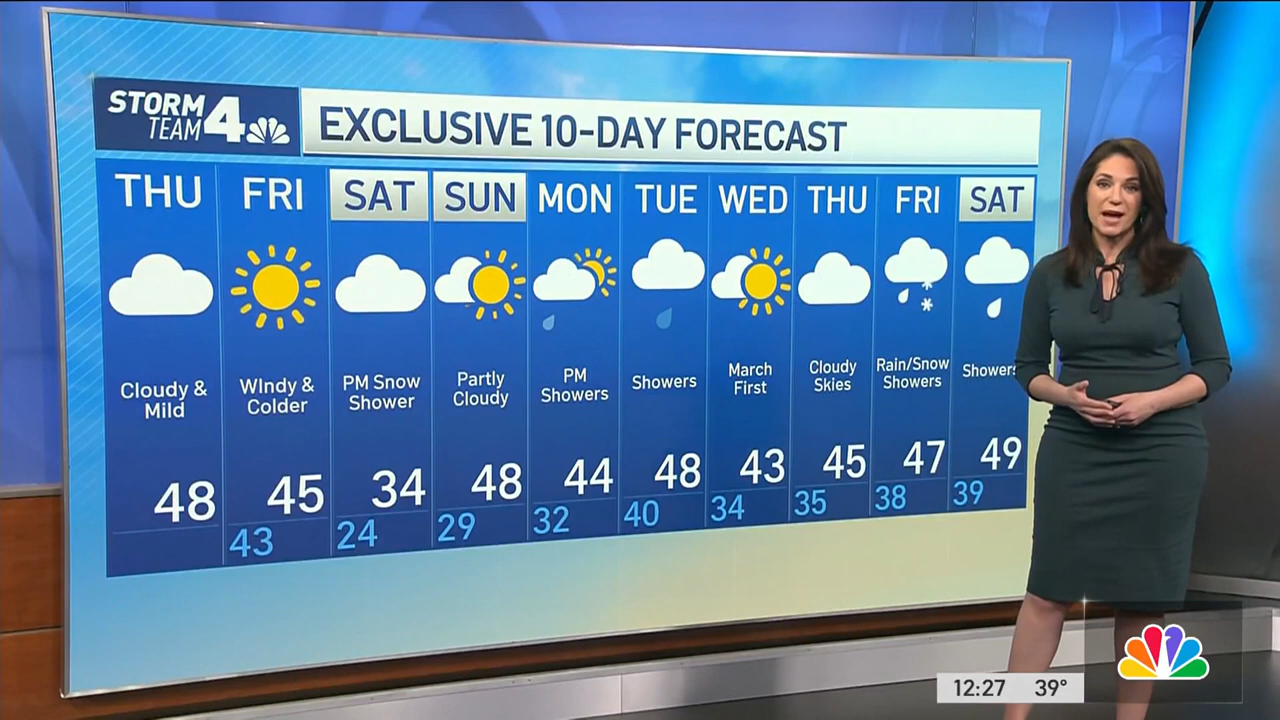 STORM
TEAM 4
EXCLUSIVE 10-DAY FORECAST
THU
FRI
SAT
SUN
MON
TUE
WED
THU
FRI
SAT
Cloudy &
Mild
WIndy &
Colder
PM Snow
Shower
Partly
Cloudy
PM
Showers
Showers
March
First
Cloudy
Skies
Rain/Snow
Showers
Showers
48
45
34
48
44
48
43
45
47
49
43
24
29
32
40
34
35
38
39
12:27 39°